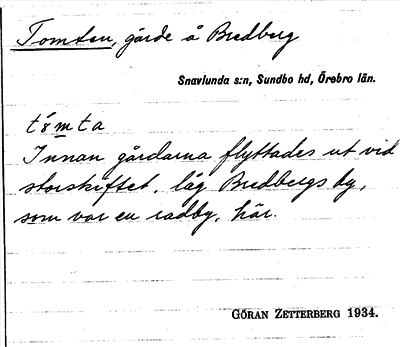 Tomten, gärde å Bredberg
Snavlunda s:n, Sundbo hd, Örebro län.
tómta
Innan gårdarna flyttades ut vid
storskiftet, låg Bredbergs by,
som var en radby, här.
GÖRAN ZETTERBERG 1934.